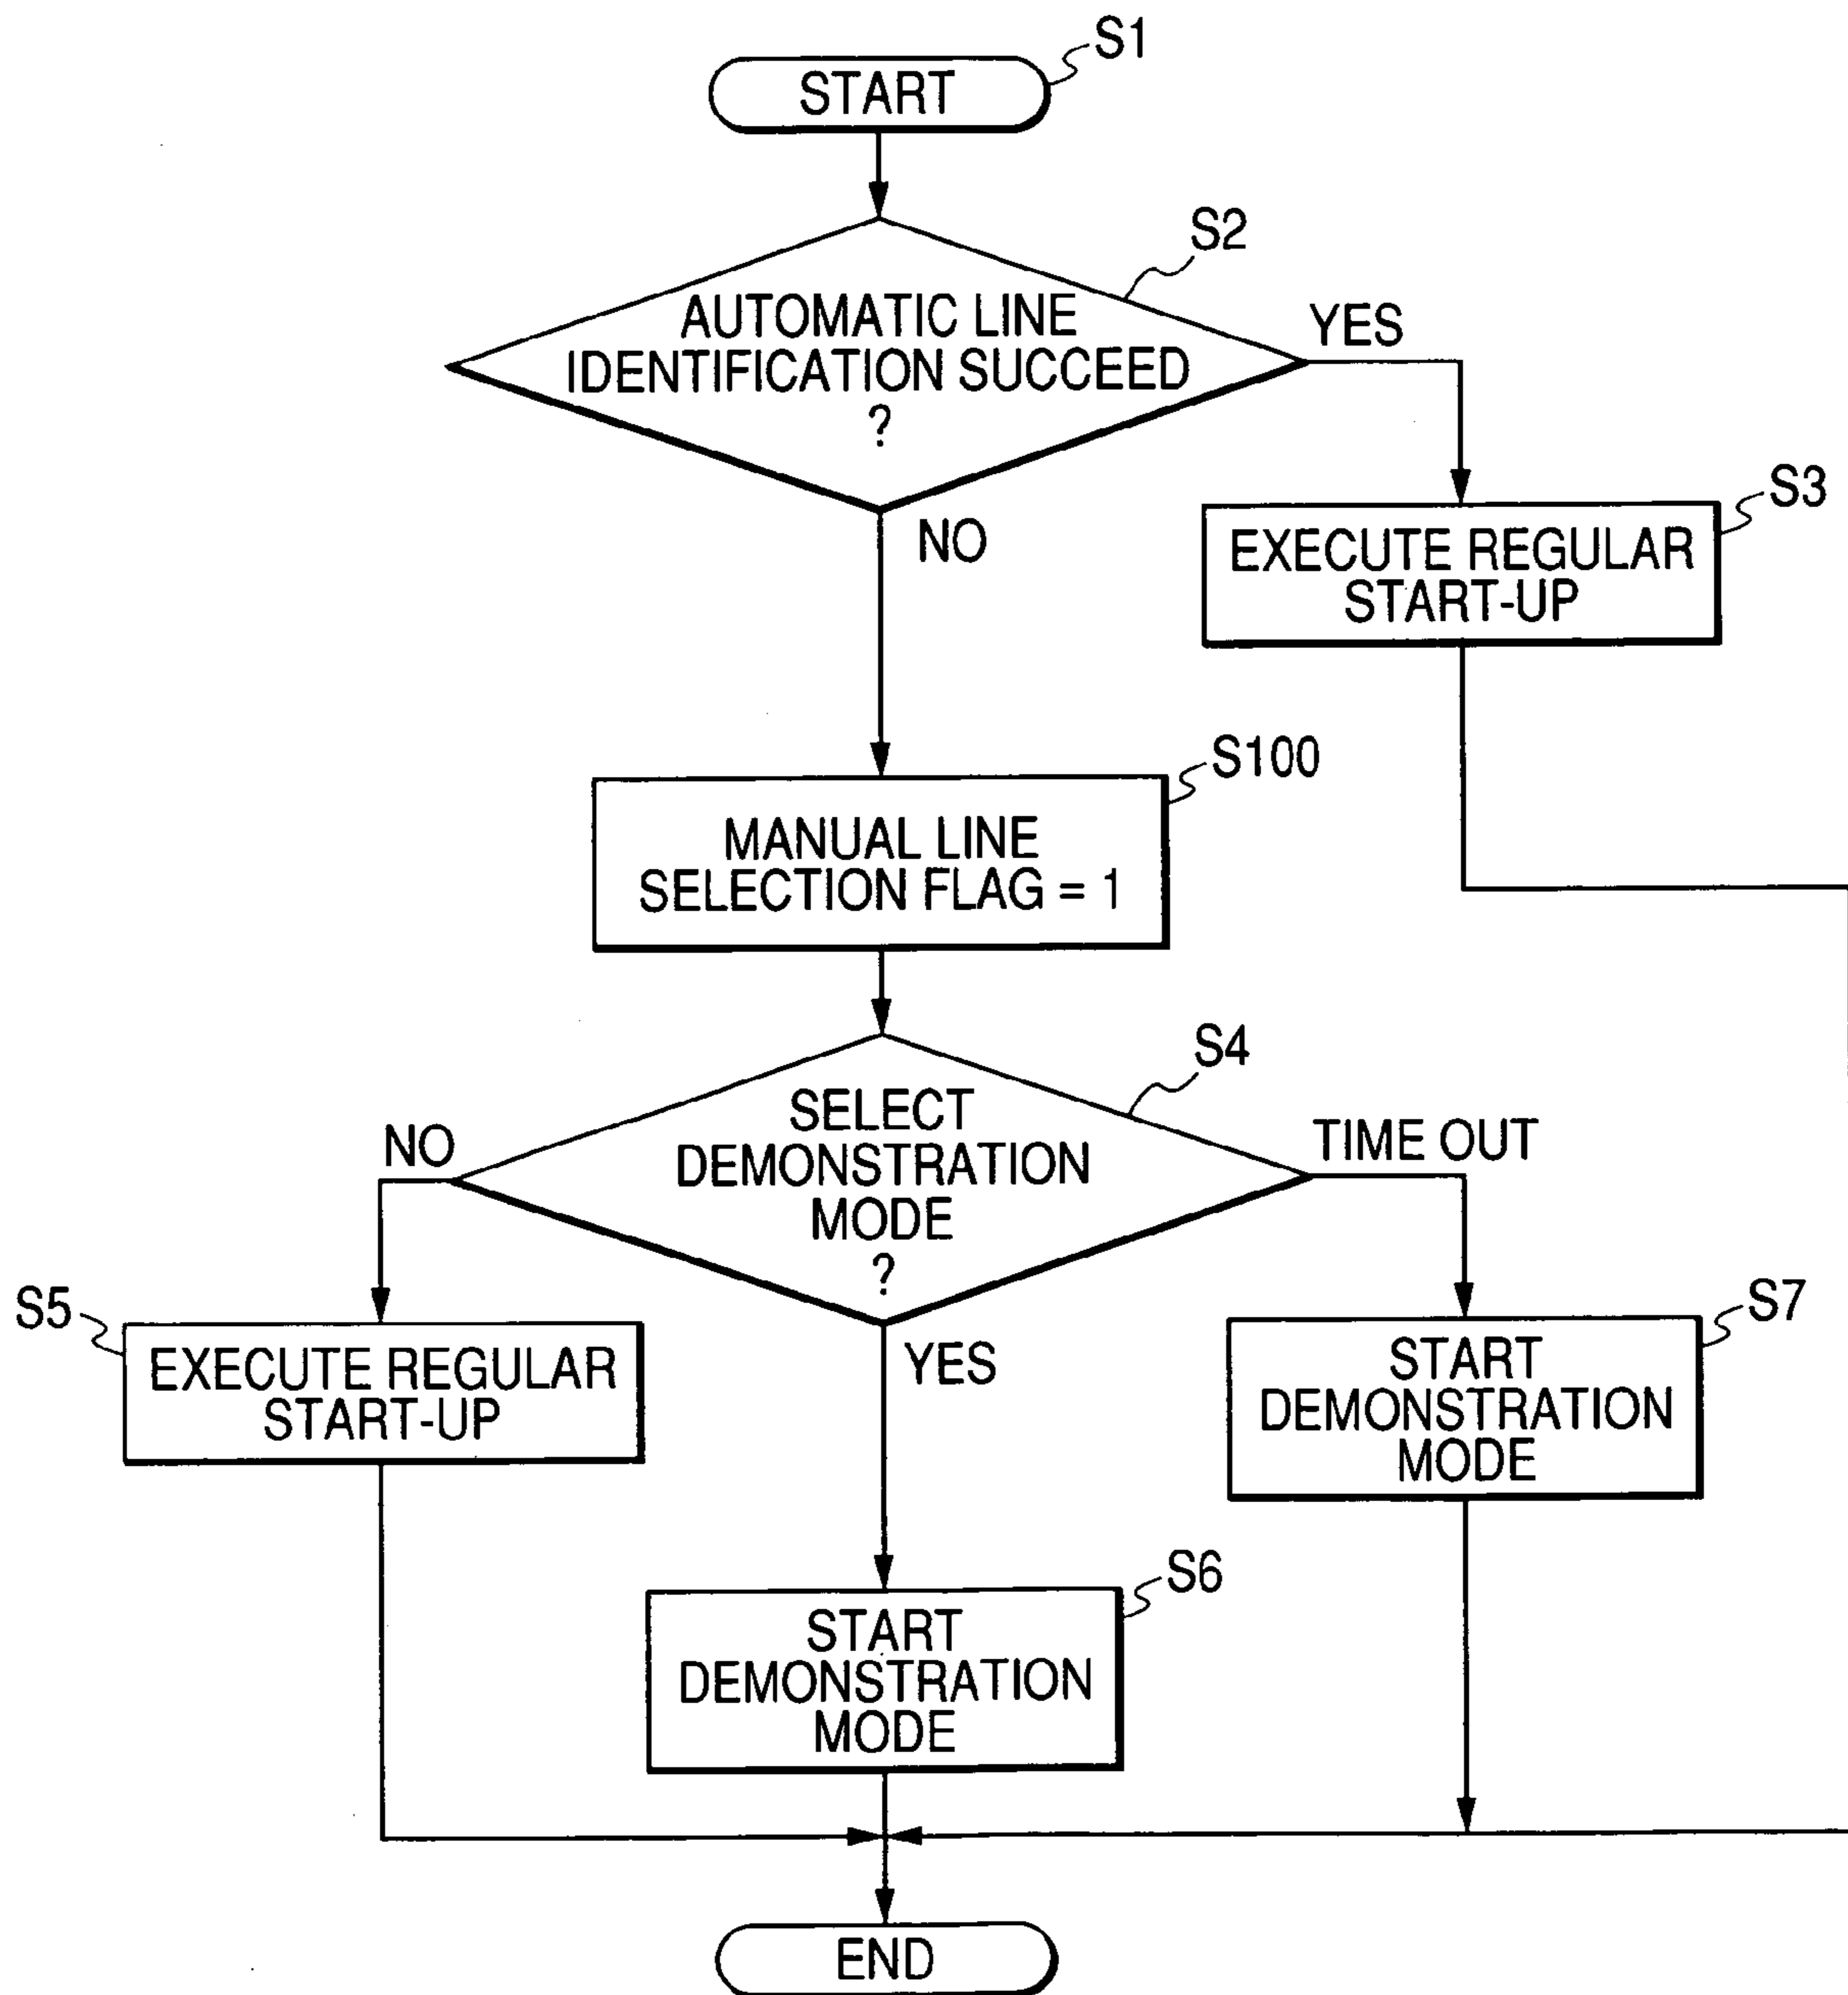 S1
START
S2
AUTOMATIC LINE
IDENTIFICATION SUCCEED
?
YES
NO
S3
EXECUTE REGULAR
START-UP
S100
MANUAL LINE
SELECTION FLAG = 1
S4
SELECT
DEMONSTRATION
MODE
?
NO
TIME OUT
YES
S5
EXECUTE REGULAR
START-UP
S7
START
DEMONSTRATION
MODE
S6
START
DEMONSTRATION
MODE
END